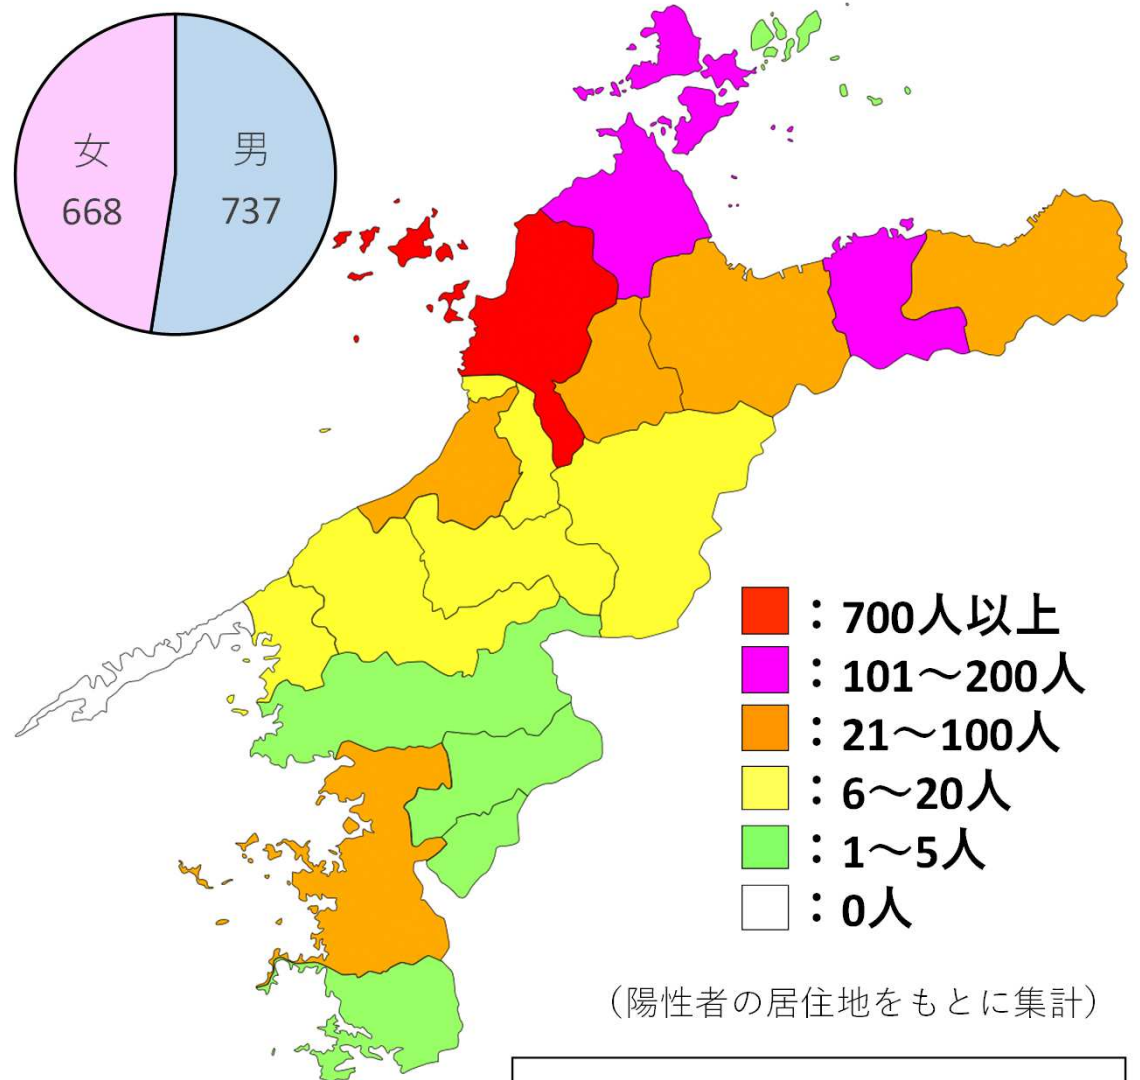 女
668
男
737
：700人以上
：101～200人
：21～100人
：6～20人
：1～5人
：0人
（陽性者の居住地をもとに集計）